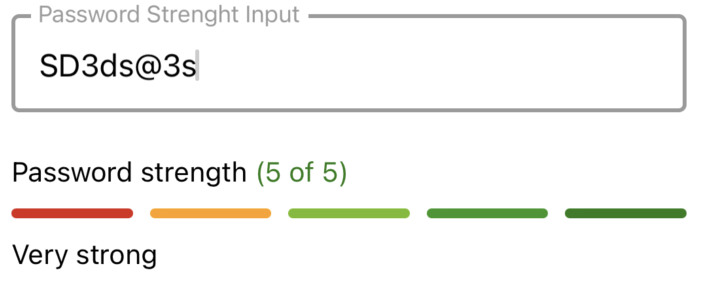 Password Strenght Input
SD3ds@3s
Password strength (5 of 5)
Very strong